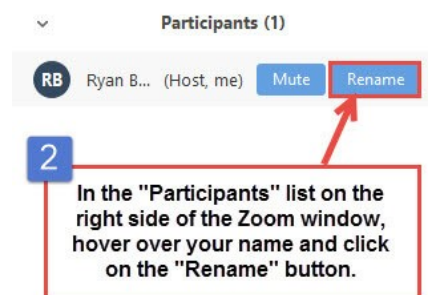 Participants (1)
RB Ryan B... (Host, me) Mute Rename
2
In the "Participants" list on the
right side of the Zoom window,
hover over your name and click
on the "Rename" button.